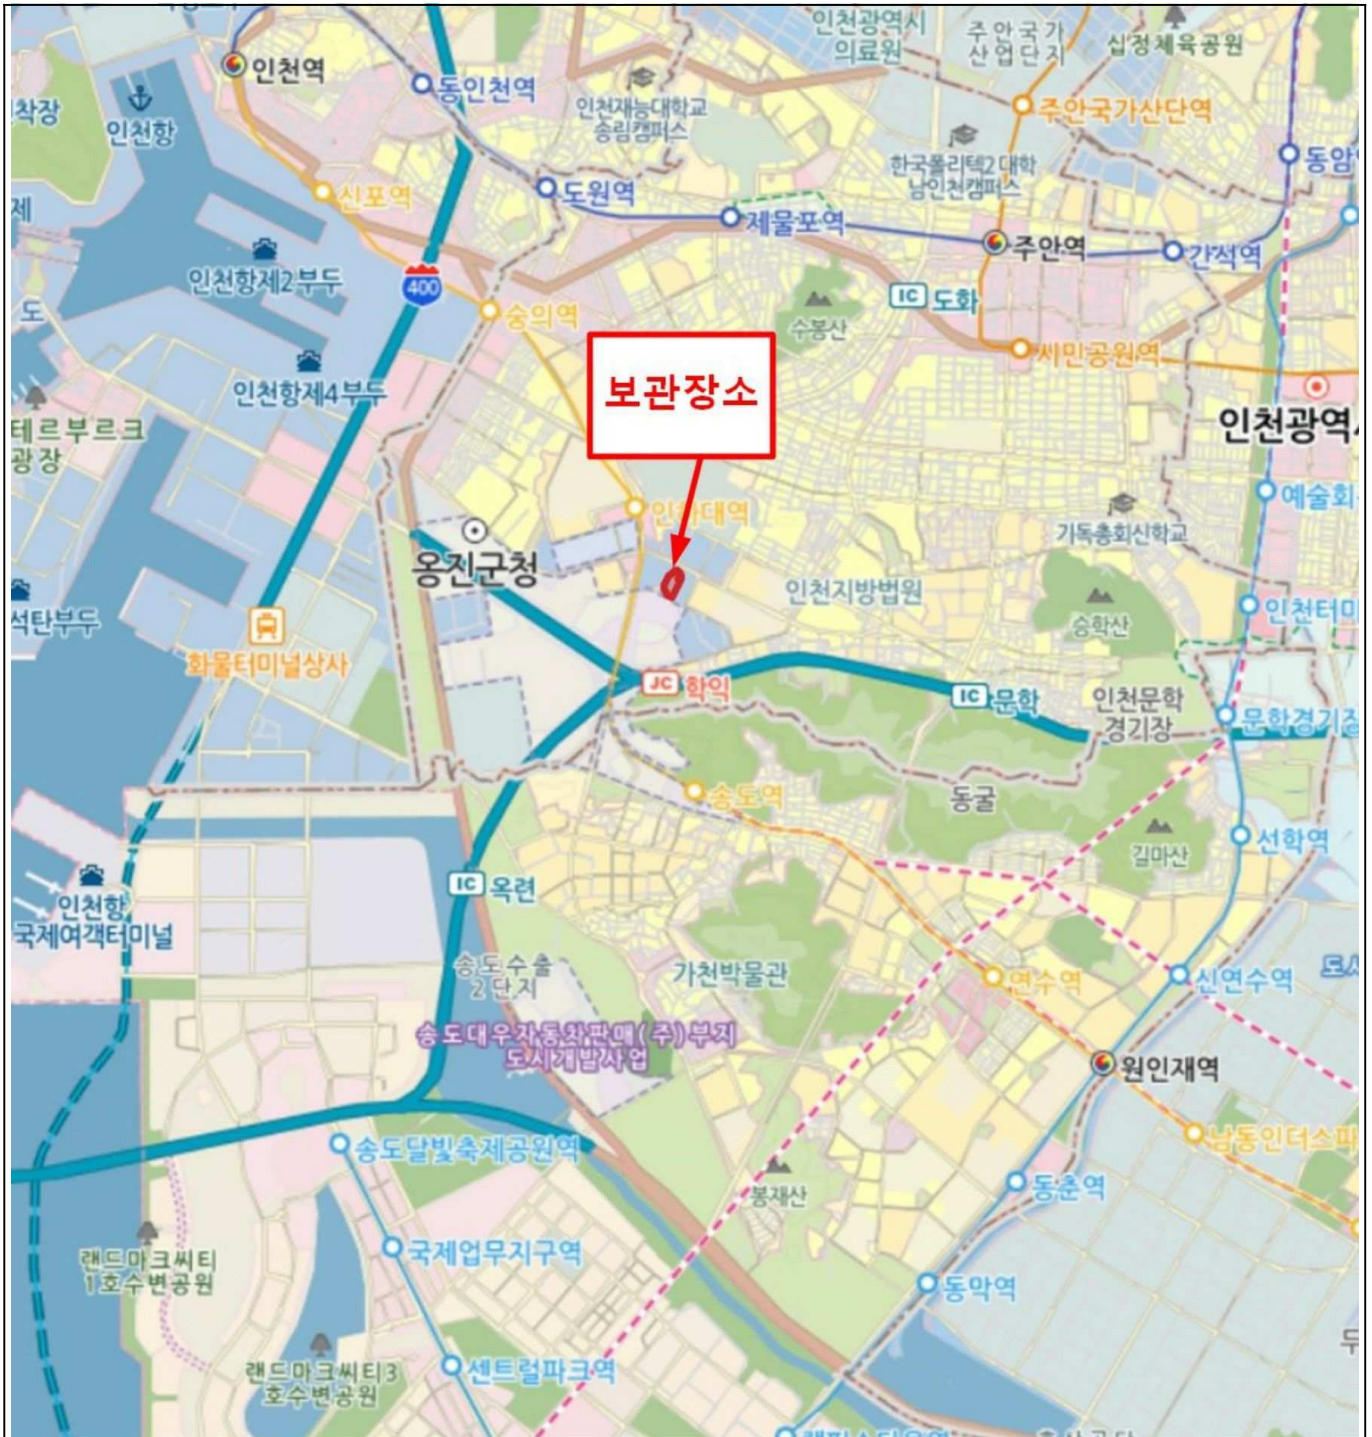 인천광역시
의료원
주안국가
산업단지
십정체육공원
인천역
동인천역
인천재능대학교
송림캠퍼스
주안국가산단역
착장
인천항
한국폴리텍2대학
남인천캠퍼스
동암
신포역
도원역
제물포역
주안역
간석역
제
인천항제2부두
400
IC 도화
도
숭의역
수봉산
시민공원역
인천항제4부두
보관장소
테르부르크
광장
인천광역시
예술회
인하대역
기독총회신학교
옹진군청
인천지방법원
석탄부두
승학산
인천터미
화물터미널상사
JC 학익
IC 문학
인천문학
경기장
문학경기장
송도역
동굴
길마산
선학역
IC 옥련
인천항
국제여객터미널
송도수출
2단지
가천박물관
연수역
신연수역
도시
송도대우자동차판매(주)부지
도시개발사업
원인재역
송도달빛축제공원역
남동인더스파
봉재산
동춘역
랜드마크씨티
1호수변공원
국제업무지구역
동막역
랜드마크씨티3
호수변공원
센트럴파크역